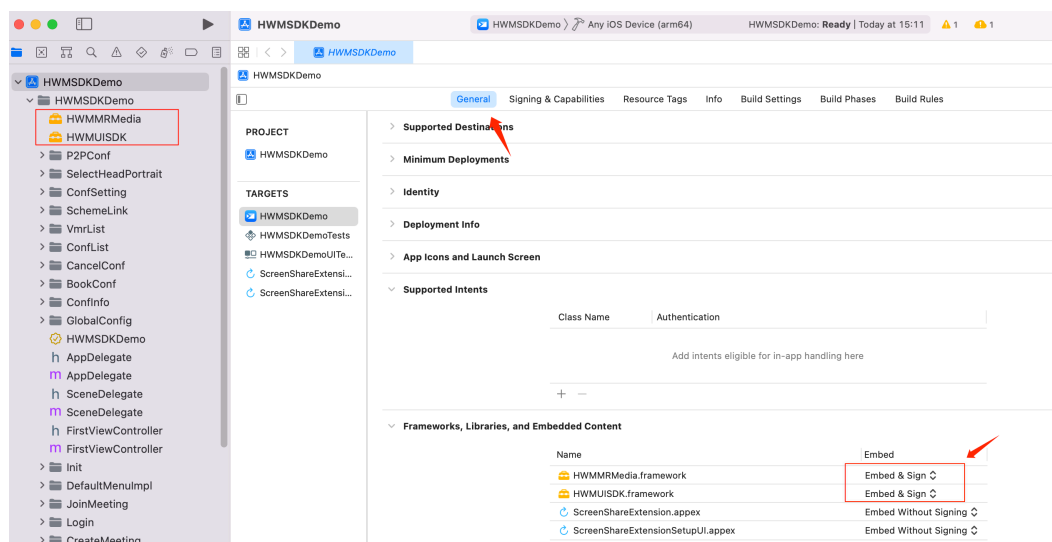 HWMSDKDemo
HWMSDKDemo 〉 Any iOS Device (arm64)
HWMSDKDemo: Ready | Today at 15:11
1
1
HWMSDKDemo
HWMSDKDemo
General
Signing & Capabilities
Resource Tags
Info
Build Settings
Build Phases
Build Rules
HWMSDKDemo
HWMSDKDemo
HWMMRMedia
HWMUISDK
P2PConf
SelectHeadPortrait
ConfSetting
SchemeLink
VmrList
ConfList
CancelConf
BookConf
ConfInfo
GlobalConfig
HWMSDKDemo
h AppDelegate
m AppDelegate
h SceneDelegate
m SceneDelegate
h FirstViewController
m FirstViewController
Init
DefaultMenuImpl
JoinMeeting
Login
CreateMeeting
PROJECT
HWMSDKDemo
TARGETS
HWMSDKDemo
HWMSDKDemoTests
HWMSDKDemoUITe...
ScreenShareExtensi...
ScreenShareExtensi...
Supported Destinations
Minimum Deployments
Identity
Deployment Info
App Icons and Launch Screen
Supported Intents
Class Name
Authentication
Add intents eligible for in-app handling here
Frameworks, Libraries, and Embedded Content
Name
Embed
HWMMRMedia.framework
Embed & Sign
HWMUISDK.framework
Embed & Sign
ScreenShareExtension.appex
Embed Without Signing
ScreenShareExtensionSetupUI.appex
Embed Without Signing